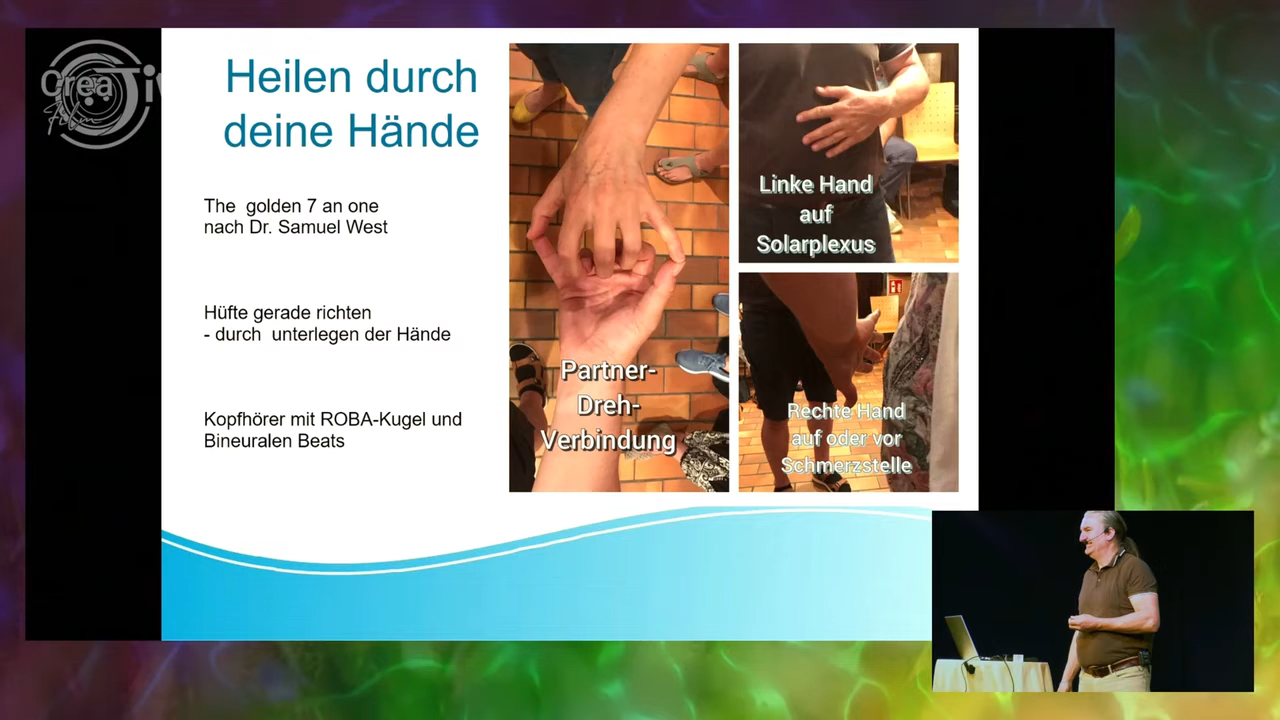 CreaTiv
Film
Heilen durch
deine Hände
The golden 7 an one
nach Dr. Samuel West
Hüfte gerade richten
- durch unterlegen der Hände
Kopfhörer mit ROBA-Kugel und
Bineuralen Beats
Partner-
Dreh-
Verbindung
Linke Hand
auf
Solarplexus
Rechte Hand
auf oder vor
Schmerzstelle